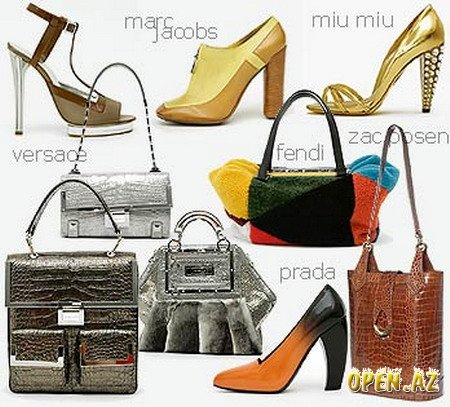 marc
jacobs
miu miu
versace
fendi
zac posen
prada
OPEN.AZ